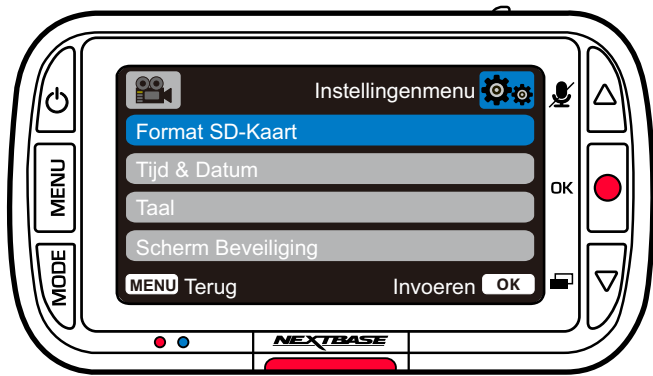 Instellingenmenu
Format SD-Kaart
Tijd & Datum
Taal
Scherm Beveiliging
MENU Terug
Invoeren OK
MENU
MODE
OK
NEXTBASE